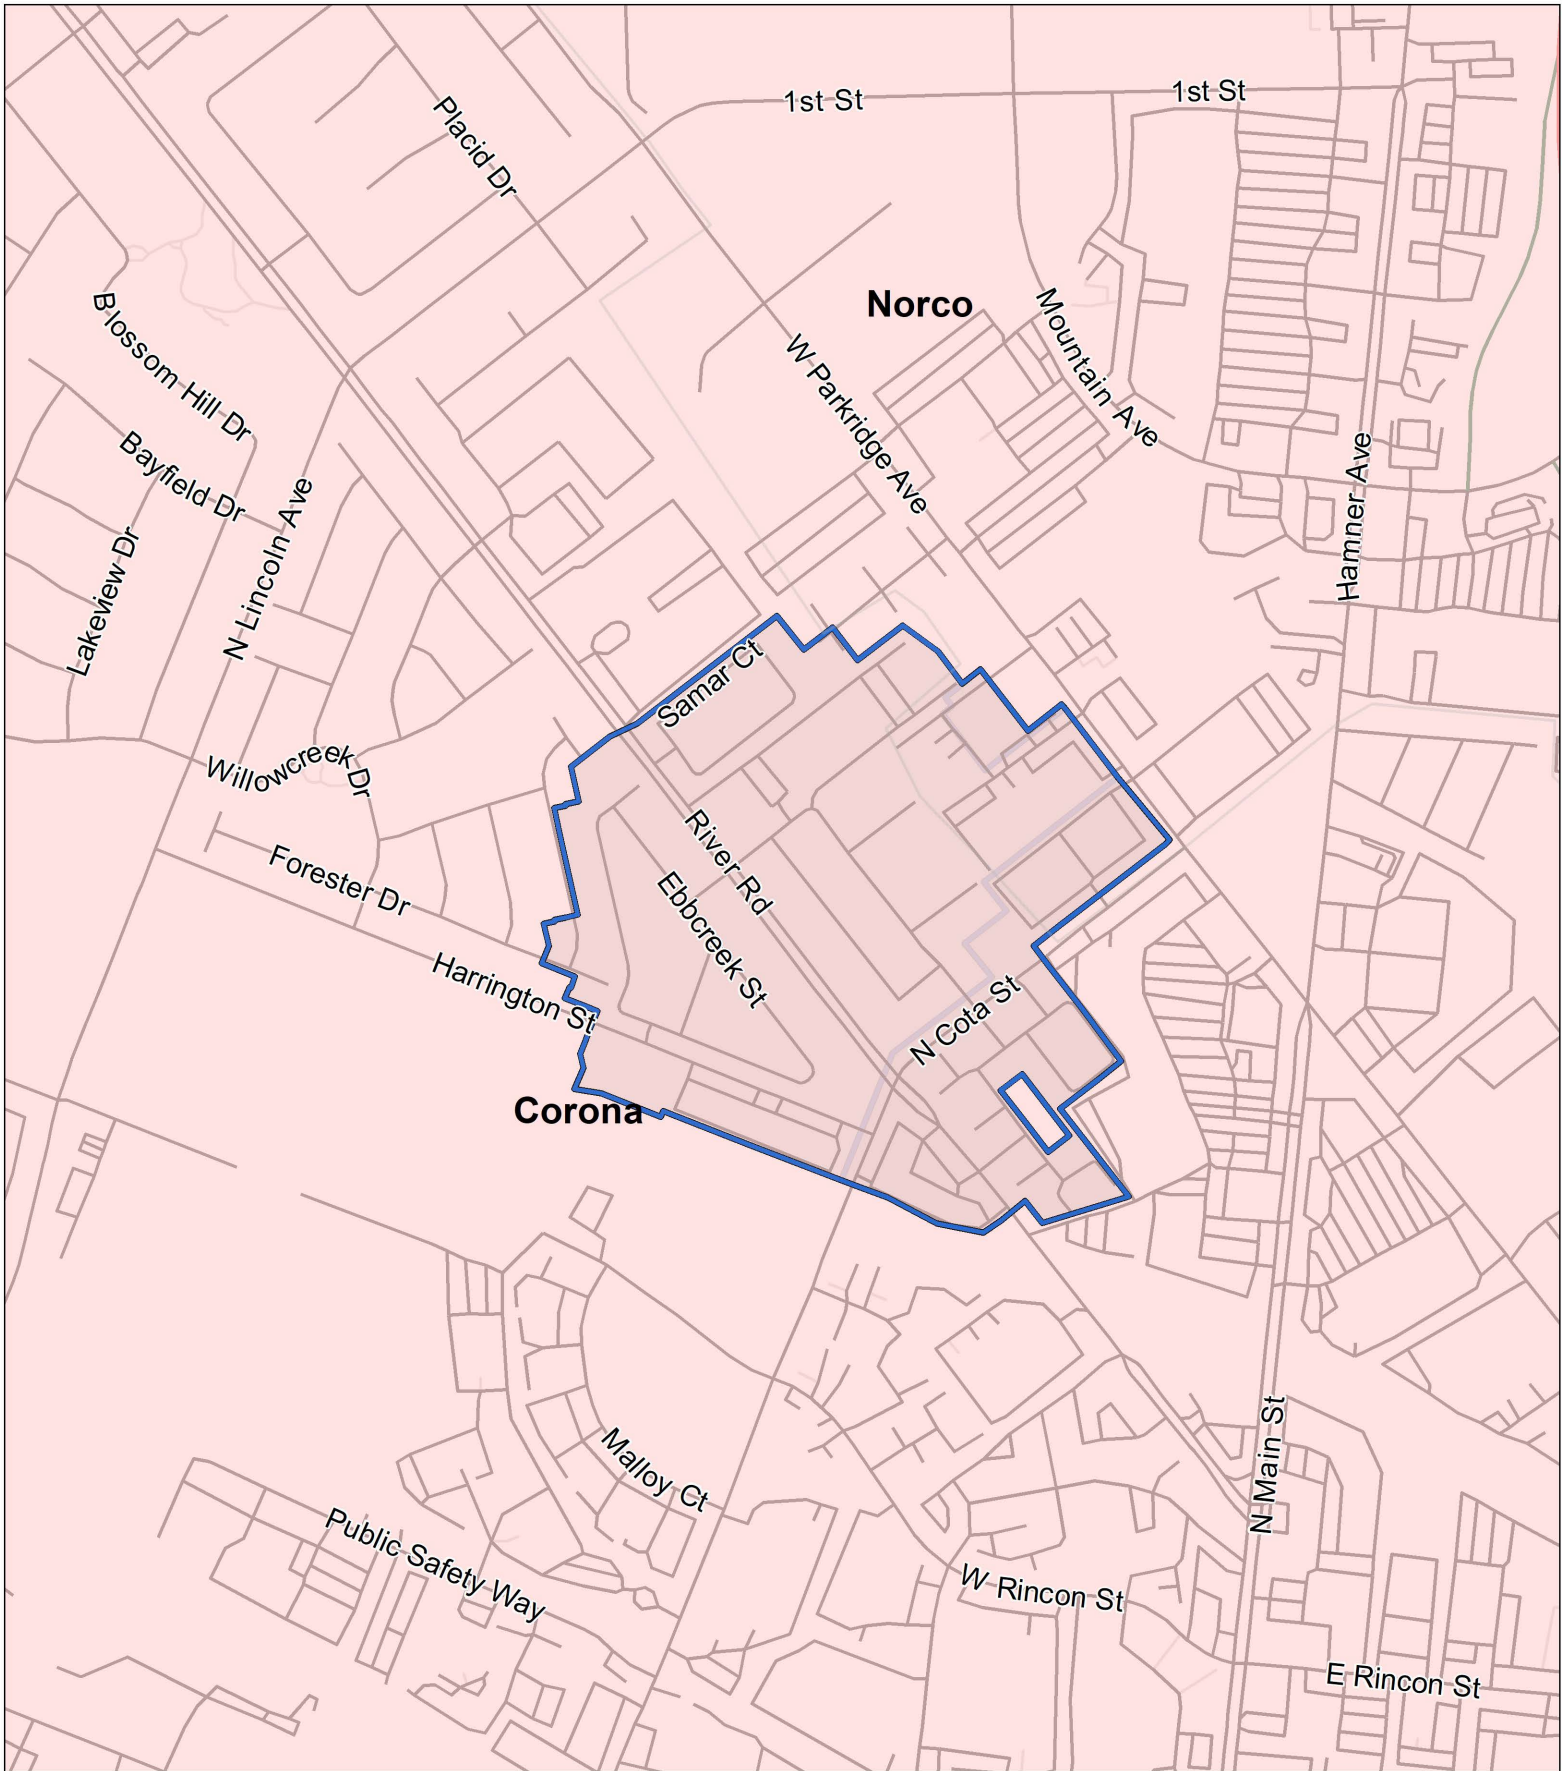 1st St
1st St
Placid Dr
Norco
Blossom Hill Dr
Mountain Ave
W Parkridge Ave
Bayfield Dr
N Lincoln Ave
Hamner Ave
Lakeview Dr
Samar Ct
Willowcreek Dr
River Rd
Forester Dr
Ebbcreek St
Harrington St
N Cota St
Corona
N Main St
Malloy Ct
Public Safety Way
W Rincon St
E Rincon St